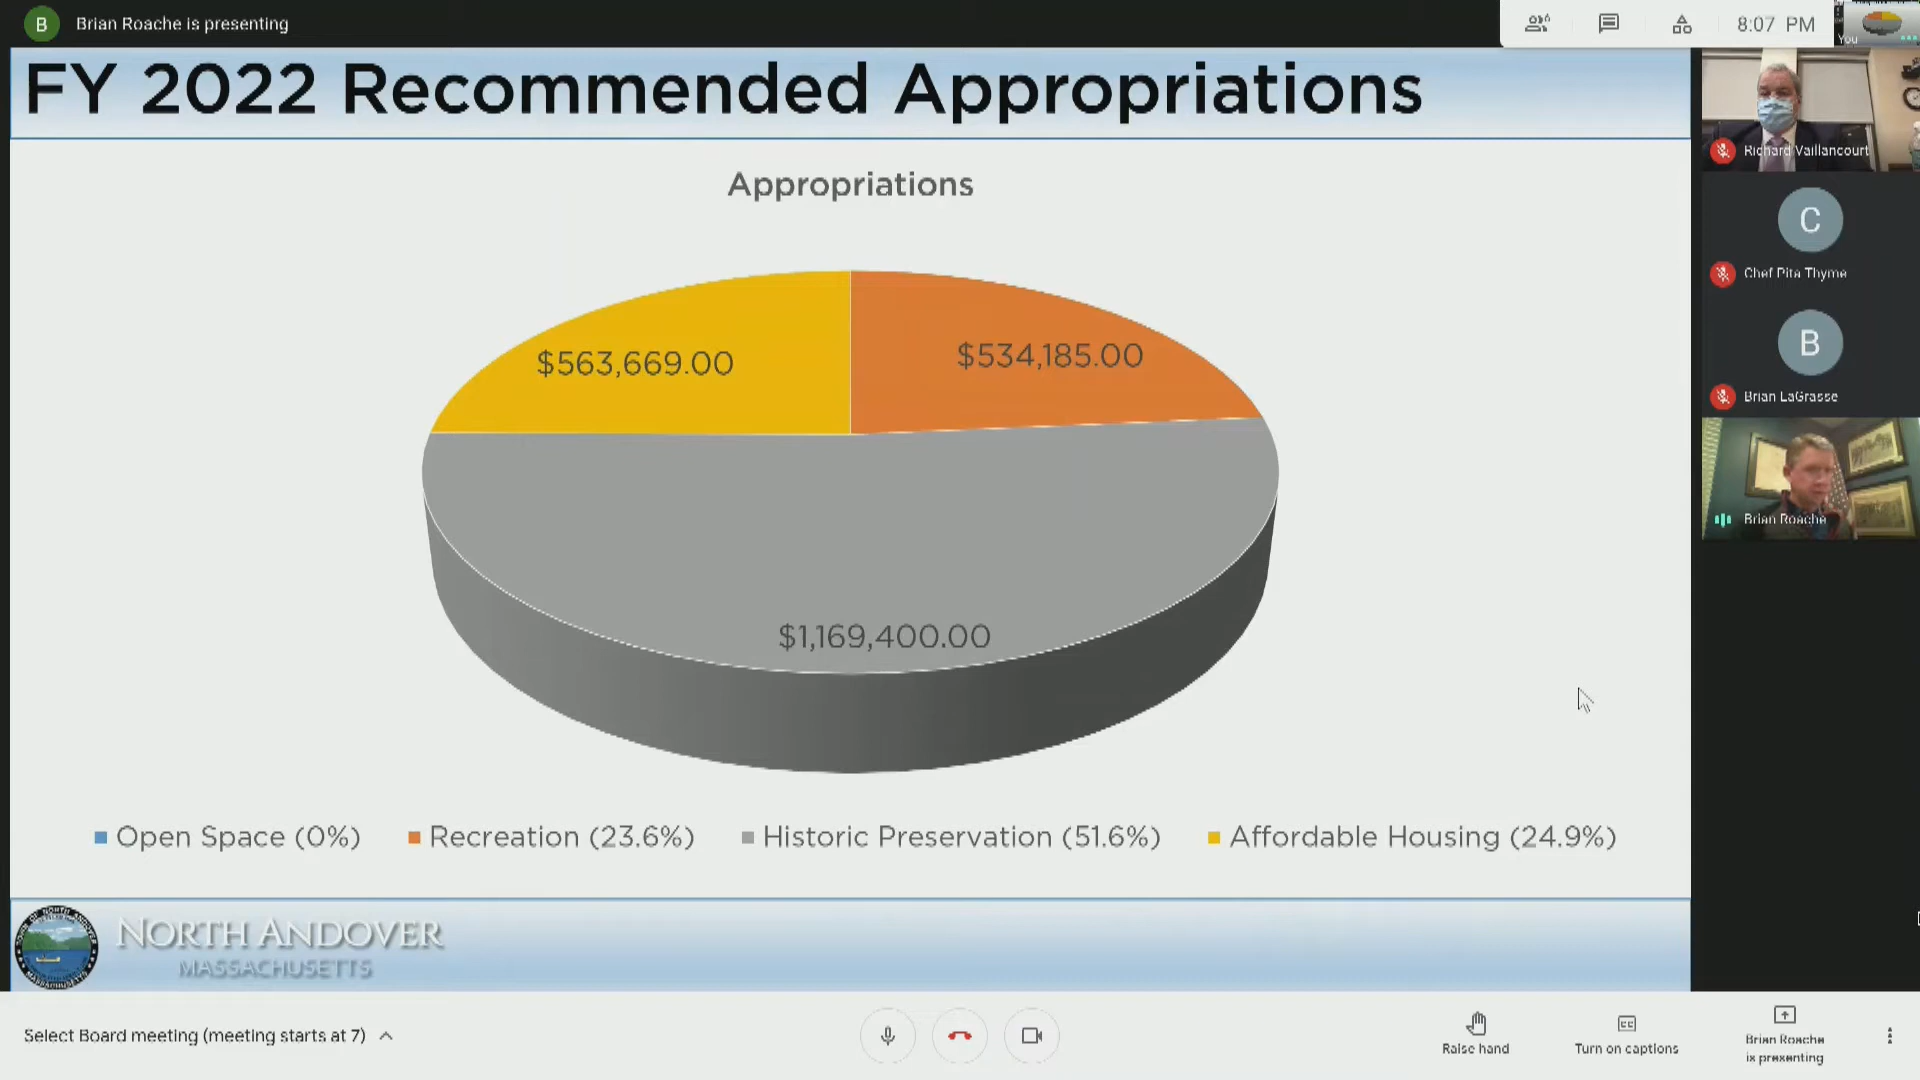 B
Brian Roache is presenting
8:07 PM
You
FY 2022 Recommended Appropriations
Appropriations
$563,669.00
$534,185.00
$1,169,400.00
Open Space (0%)
Recreation (23.6%)
Historic Preservation (51.6%)
Affordable Housing (24.9%)
NORTH ANDOVER
MASSACHUSETTS
Richard Vaillancourt
C
Chef Pita Thyme
B
Brian LaGrasse
Brian Roache
Select Board meeting (meeting starts at 7)
Raise hand
CC
Turn on captions
Brian Roache
is presenting